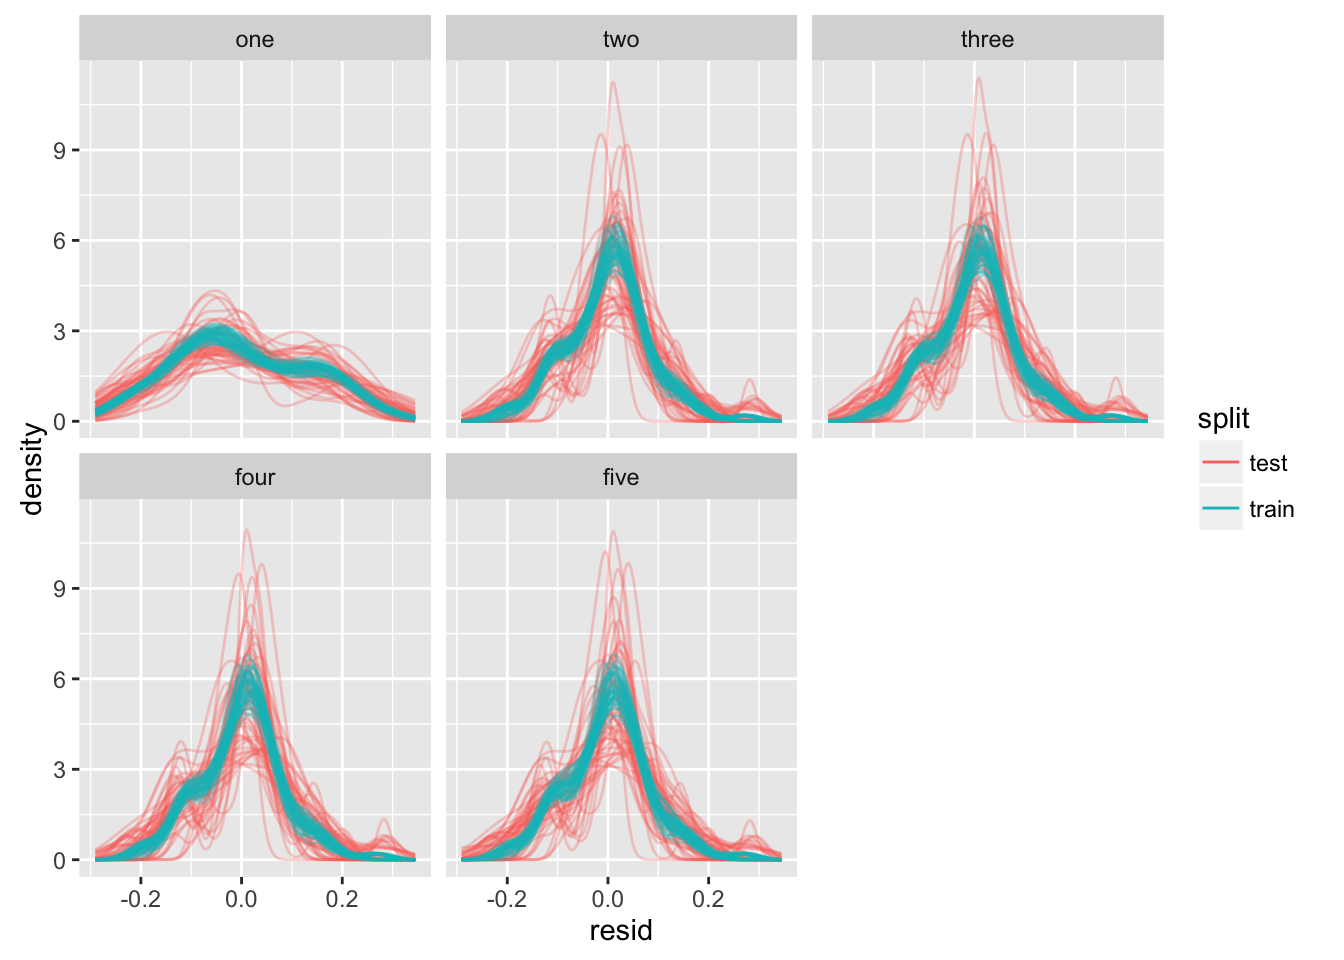 one
two
three
9
6
3
0
density
four
five
9
6
3
0
-0.2
0.0
0.2
-0.2
0.0
0.2
resid
split
test
train